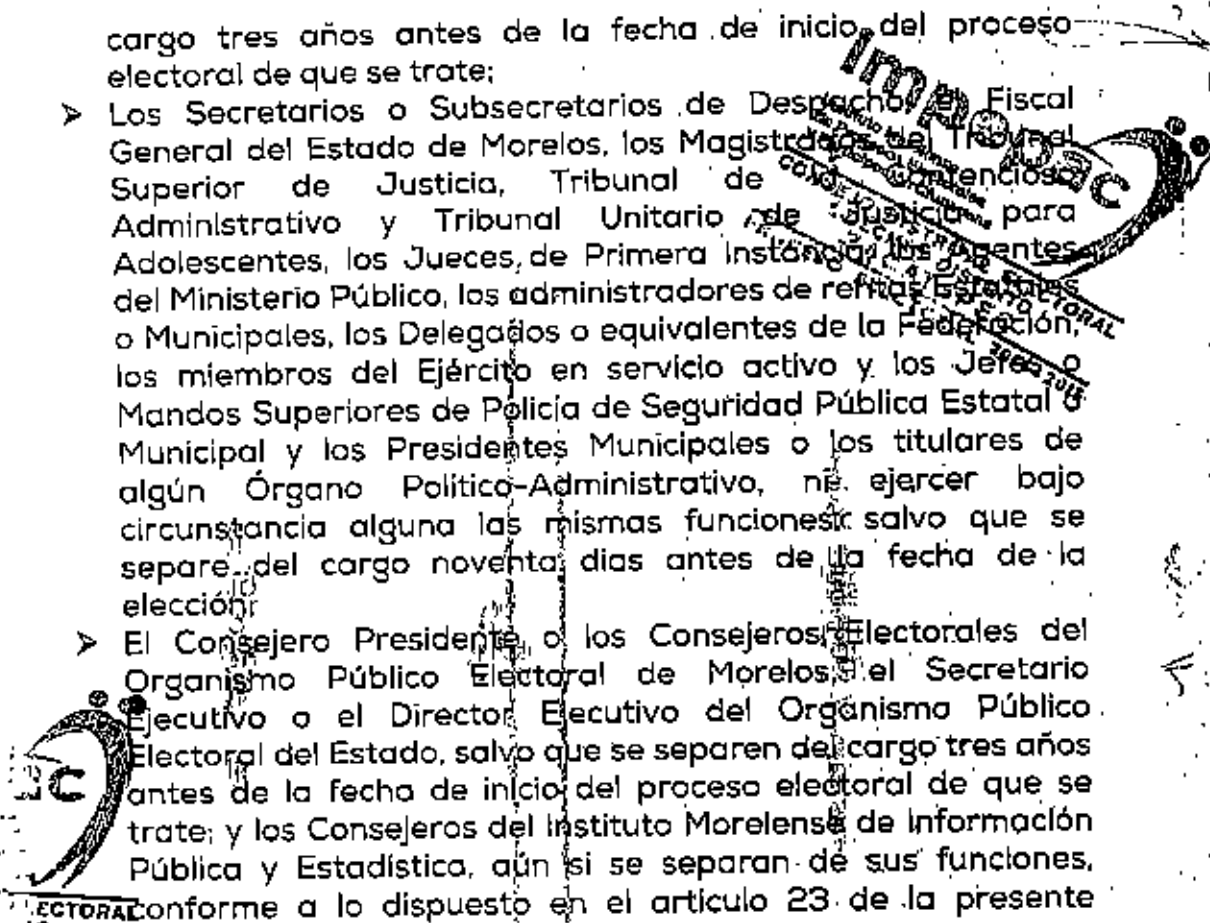 cargo tres años antes de la fecha de inicio del proceso
electoral de que se trate;
➢ Los Secretarios o Subsecretarios de Despacho, el Fiscal
General del Estado de Morelos, los Magistrados del Tribunal
Superior de Justicia, Tribunal de lo Contencioso
Administrativo y Tribunal Unitario de Justicia para
Adolescentes, los Jueces de Primera Instancia, los Agentes
del Ministerio Público, los administradores de rentas Estatales
o Municipales, los Delegados o equivalentes de la Federación,
los miembros del Ejército en servicio activo y los Jefes o
Mandos Superiores de Policía de Seguridad Pública Estatal o
Municipal y los Presidentes Municipales o los titulares de
algún Órgano Político-Administrativo, ni ejercer bajo
circunstancia alguna las mismas funciones; salvo que se
separe del cargo noventa días antes de la fecha de la
elección;
➢ El Consejero Presidente o los Consejeros Electorales del
Organismo Público Electoral de Morelos, el Secretario
Ejecutivo o el Director Ejecutivo del Organismo Público
Electoral del Estado, salvo que se separen del cargo tres años
antes de la fecha de inicio del proceso electoral de que se
trate; y los Consejeros del Instituto Morelense de Información
Pública y Estadística, aún si se separan de sus funciones,
conforme a lo dispuesto en el artículo 23 de la presente
Impepac
ELECTORAL
ac
ECTORAL